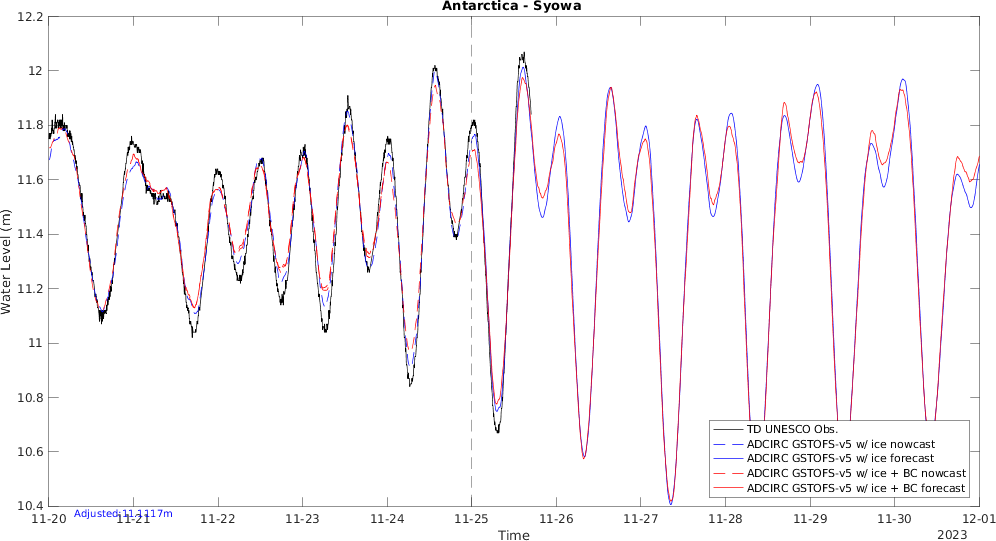 Antarctica - Syowa
12.2
12
11.8
11.6
11.4
11.2
11
10.8
10.6
10.4
Water Level (m)
TD UNESCO Obs.
ADCIRC GSTOFS-v5 w/ ice nowcast
ADCIRC GSTOFS-v5 w/ ice forecast
ADCIRC GSTOFS-v5 w/ ice + BC nowcast
ADCIRC GSTOFS-v5 w/ ice + BC forecast
Adjusted:11.1117m
11-20 11-21 11-22 11-23 11-24 11-25 11-26 11-27 11-28 11-29 11-30 12-01
Time
2023